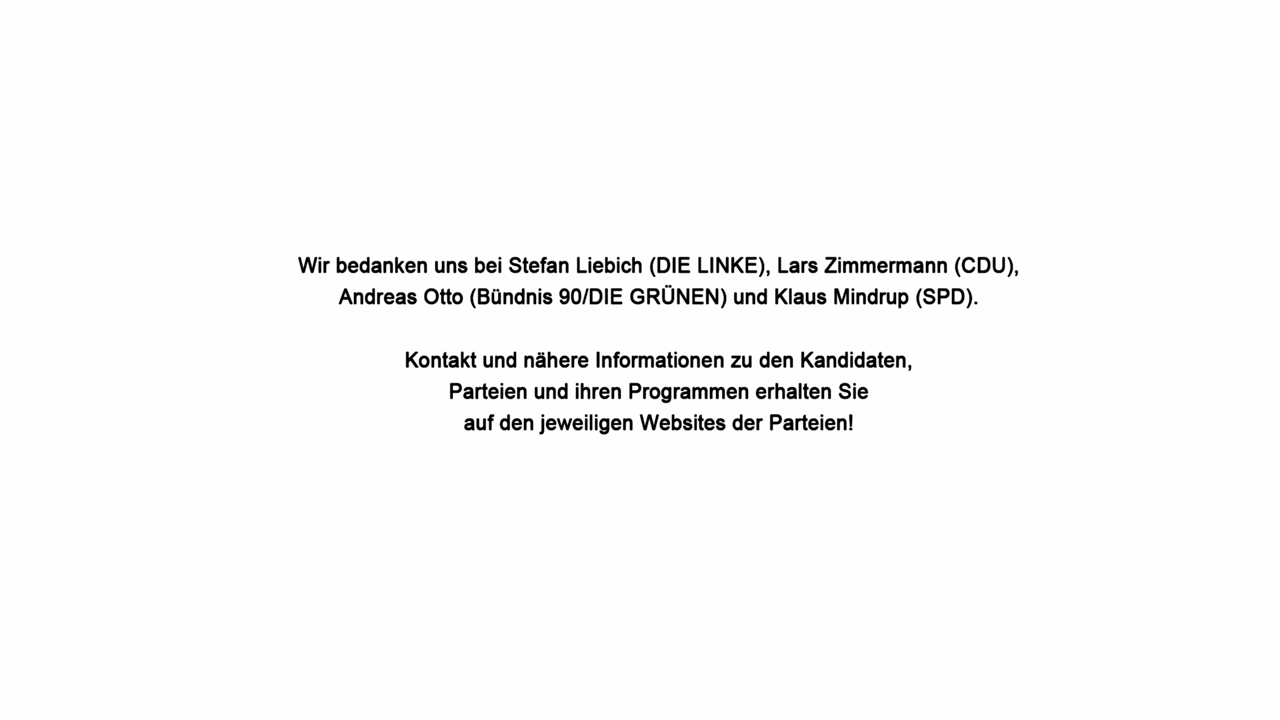 Wir bedanken uns bei Stefan Liebich (DIE LINKE), Lars Zimmermann (CDU),
Andreas Otto (Bündnis 90/DIE GRÜNEN) und Klaus Mindrup (SPD).
Kontakt und nähere Informationen zu den Kandidaten,
Parteien und ihren Programmen erhalten Sie
auf den jeweiligen Websites der Parteien!